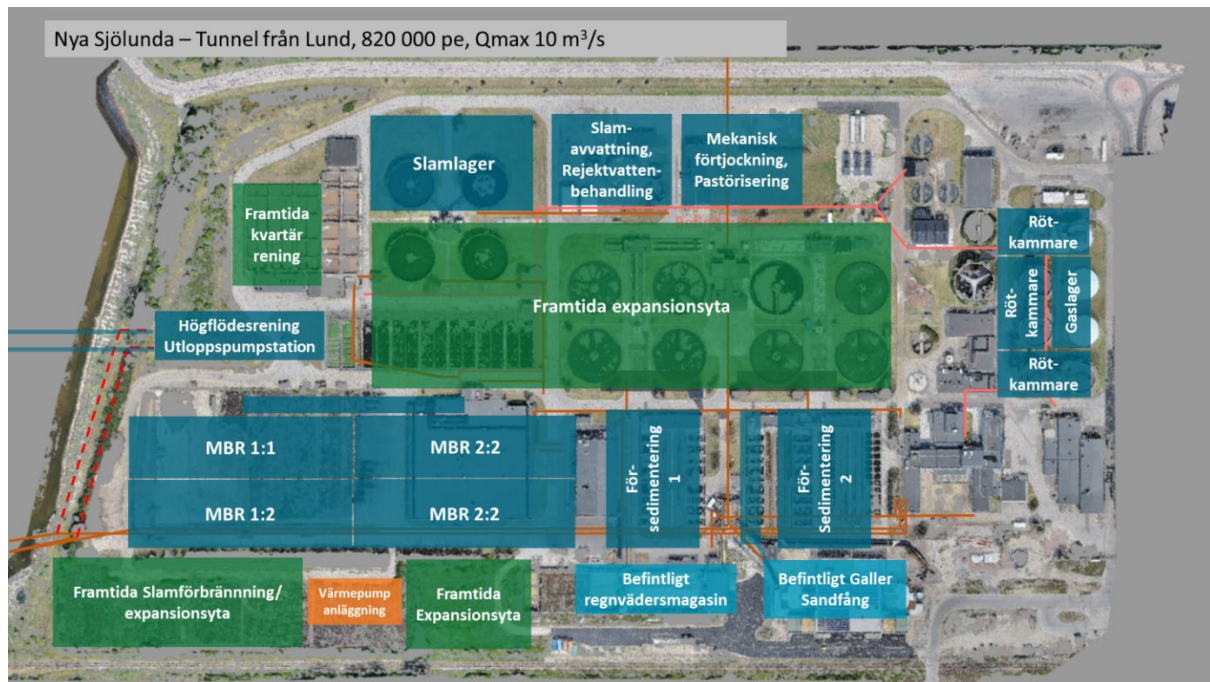 Nya Sjölunda – Tunnel från Lund, 820 000 pe, Qmax 10 m³/s
Slamlager
Slam-
avvattning,
Rejektvatten-
behandling
Mekanisk
förtjockning,
Pastörisering
Framtida
kvartär
rening
Framtida expansionsyta
Röt-
kammare
Röt-
kammare
Gaslager
Röt-
kammare
Högflödesrening
Utloppspumpstation
MBR 1:1
MBR 2:2
MBR 1:2
MBR 2:2
För-
sedimentering
1
För-
Sedimentering
2
Framtida Slamförbrännning/
expansionsyta
Värmepump
anläggning
Framtida
Expansionsyta
Befintligt
regnvädersmagasin
Befintligt Galler
Sandfång